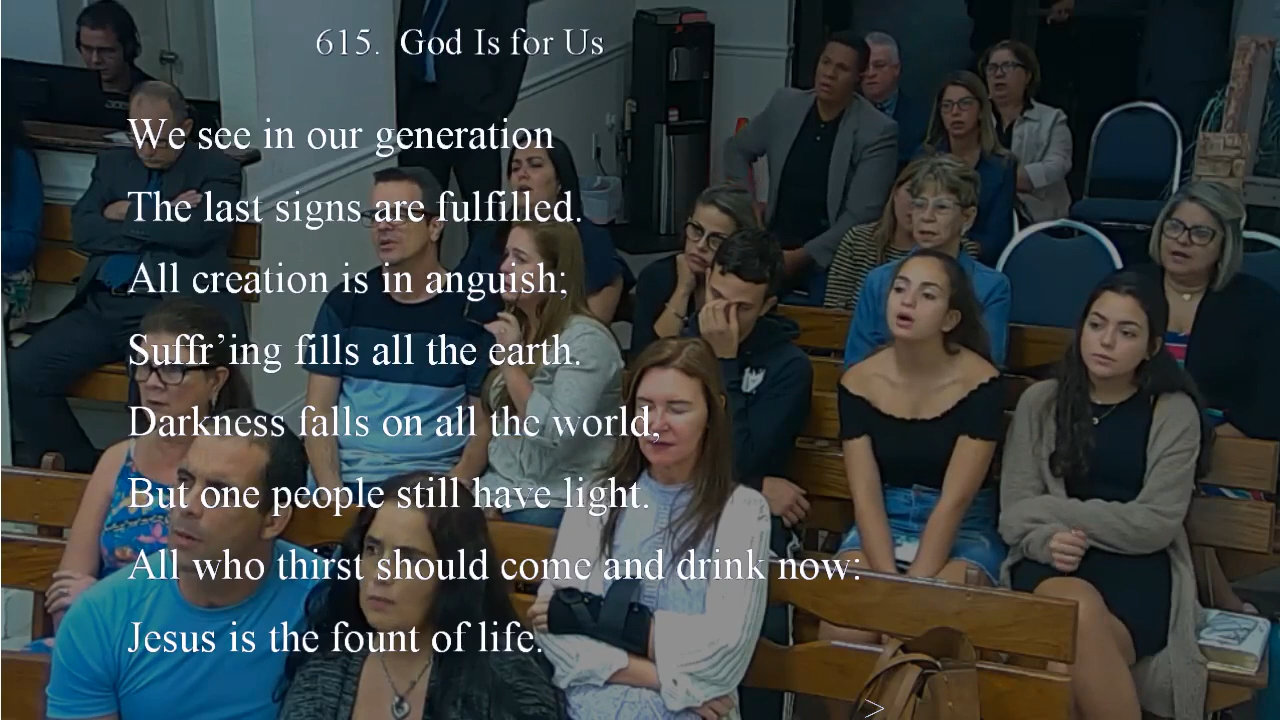 615. God Is for Us
We see in our generation
The last signs are fulfilled.
All creation is in anguish;
Suffr’ing fills all the earth.
Darkness falls on all the world,
But one people still have light.
All who thirst should come and drink now:
Jesus is the fount of life.
>